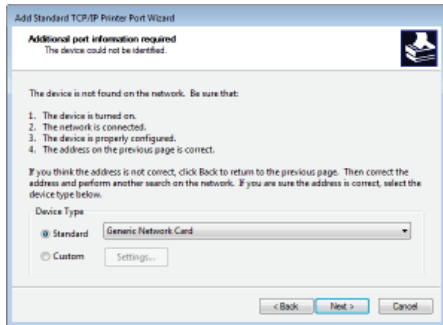 Add Standard TCP/IP Printer Port Wizard
Additional port information required
The device could not be identified.
The device is not found on the network. Be sure that:
1. The device is turned on.
2. The network is connected.
3. The device is properly configured.
4. The address on the previous page is correct.
If you think the address is not correct, click Back to return to the previous page. Then correct the
address and perform another search on the network. If you are sure the address is correct, select the
device type below.
Device Type
Standard
Generic Network Card
Custom
Settings...
< Back
Next >
Cancel